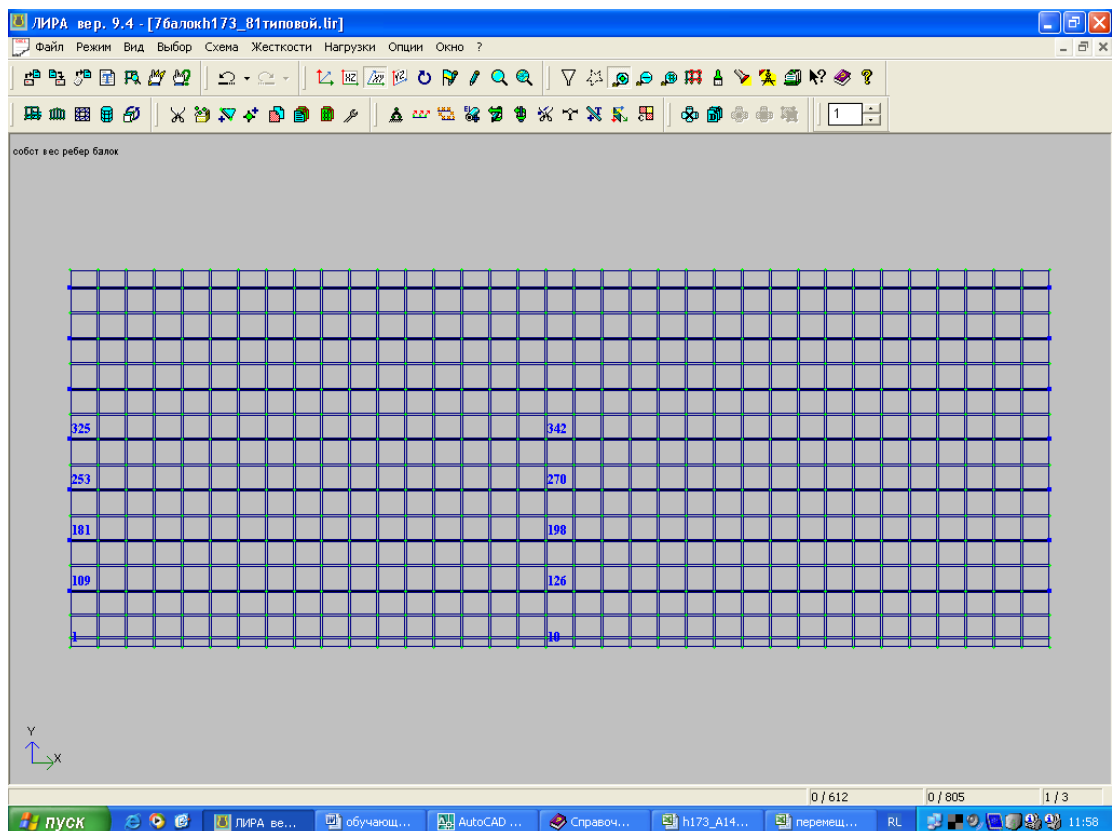 ЛИРА вер. 9.4 - [7балокh173_81типовой.lir]
Файл Режим Вид Выбор Схема Жесткости Нагрузки Опции Окно ?
1
собст вес ребер балок
325 342
253 270
181 198
109 126
1 10
Y
X
0 / 612 0 / 805 1 / 3
пуск ЛИРА ве... обучающ... AutoCAD ... Справоч... h173_A14... перемещ... RL 11:58